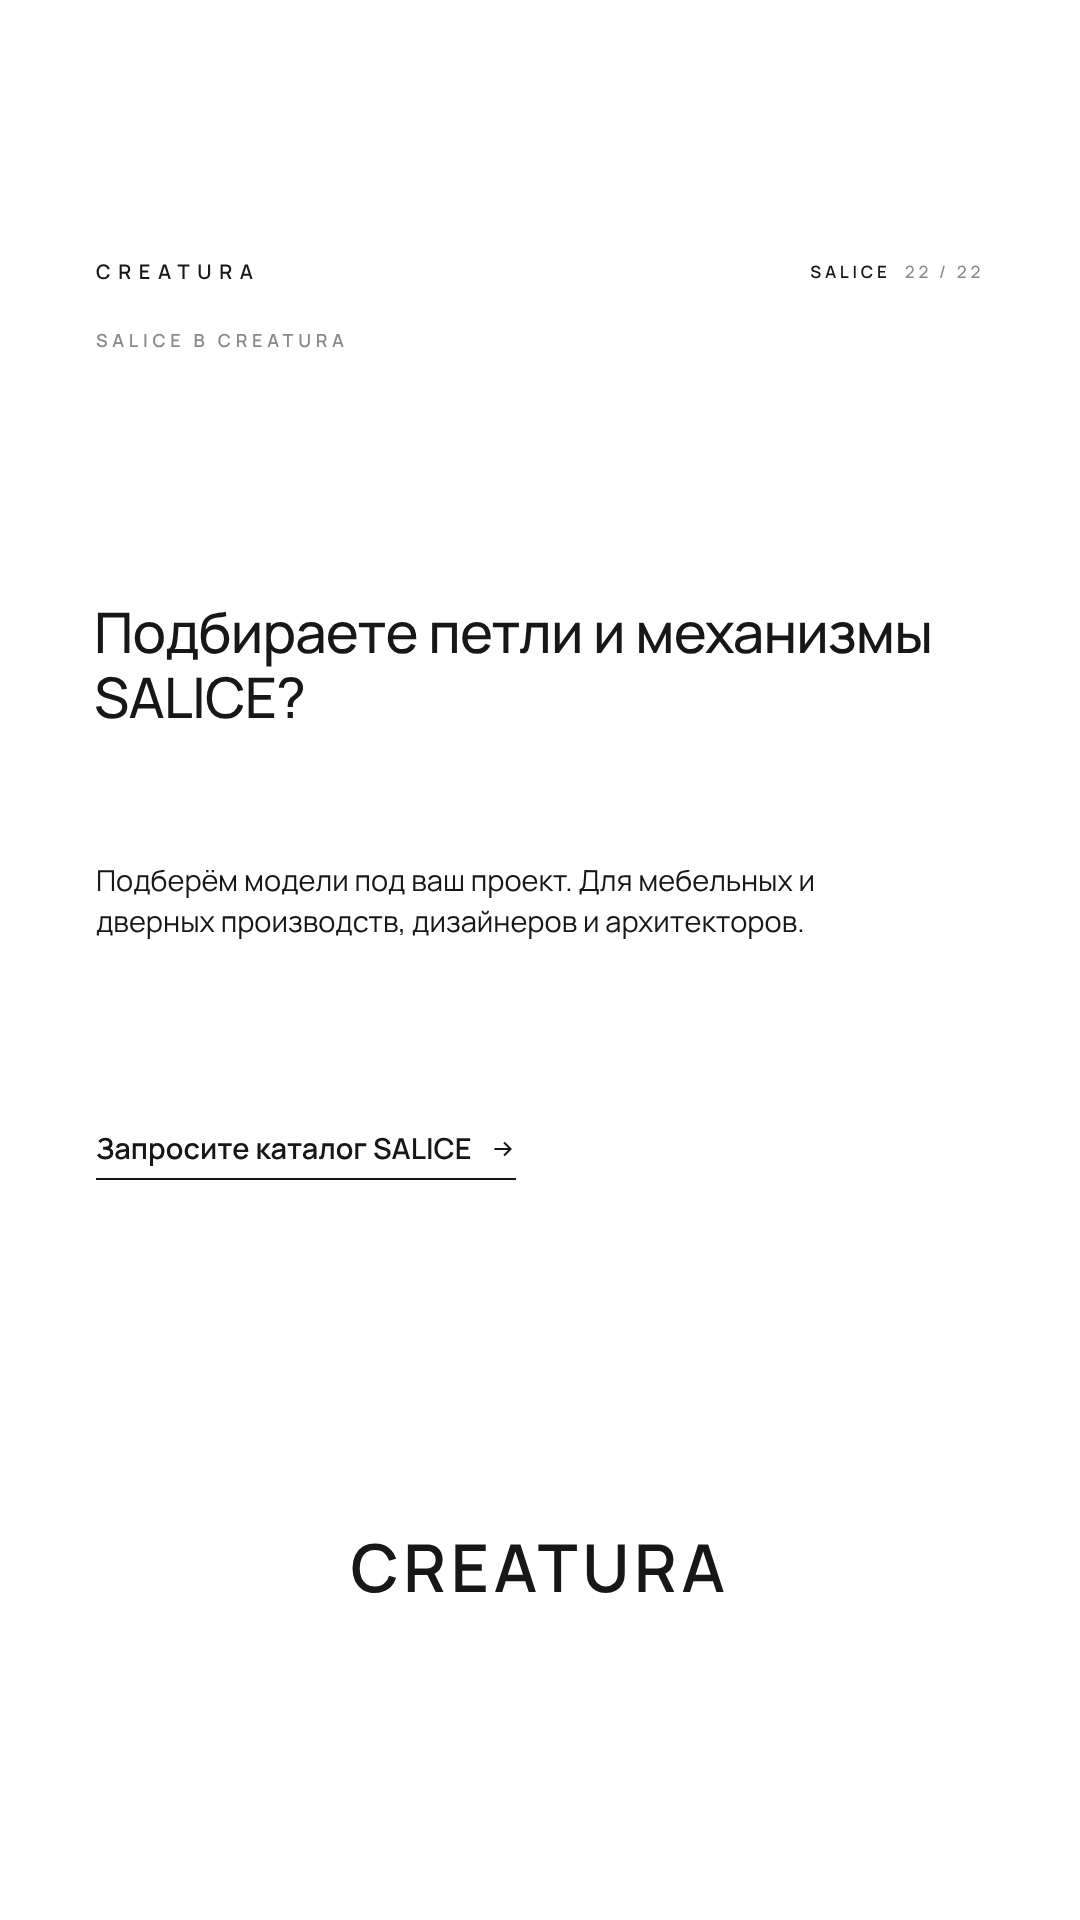 CREATURA
SALICE 22 / 22
SALICE В CREATURA
Подбираете петли и механизмы
SALICE?
Подберём модели под ваш проект. Для мебельных и
дверных производств, дизайнеров и архитекторов.
Запросите каталог SALICE →
CREATURA